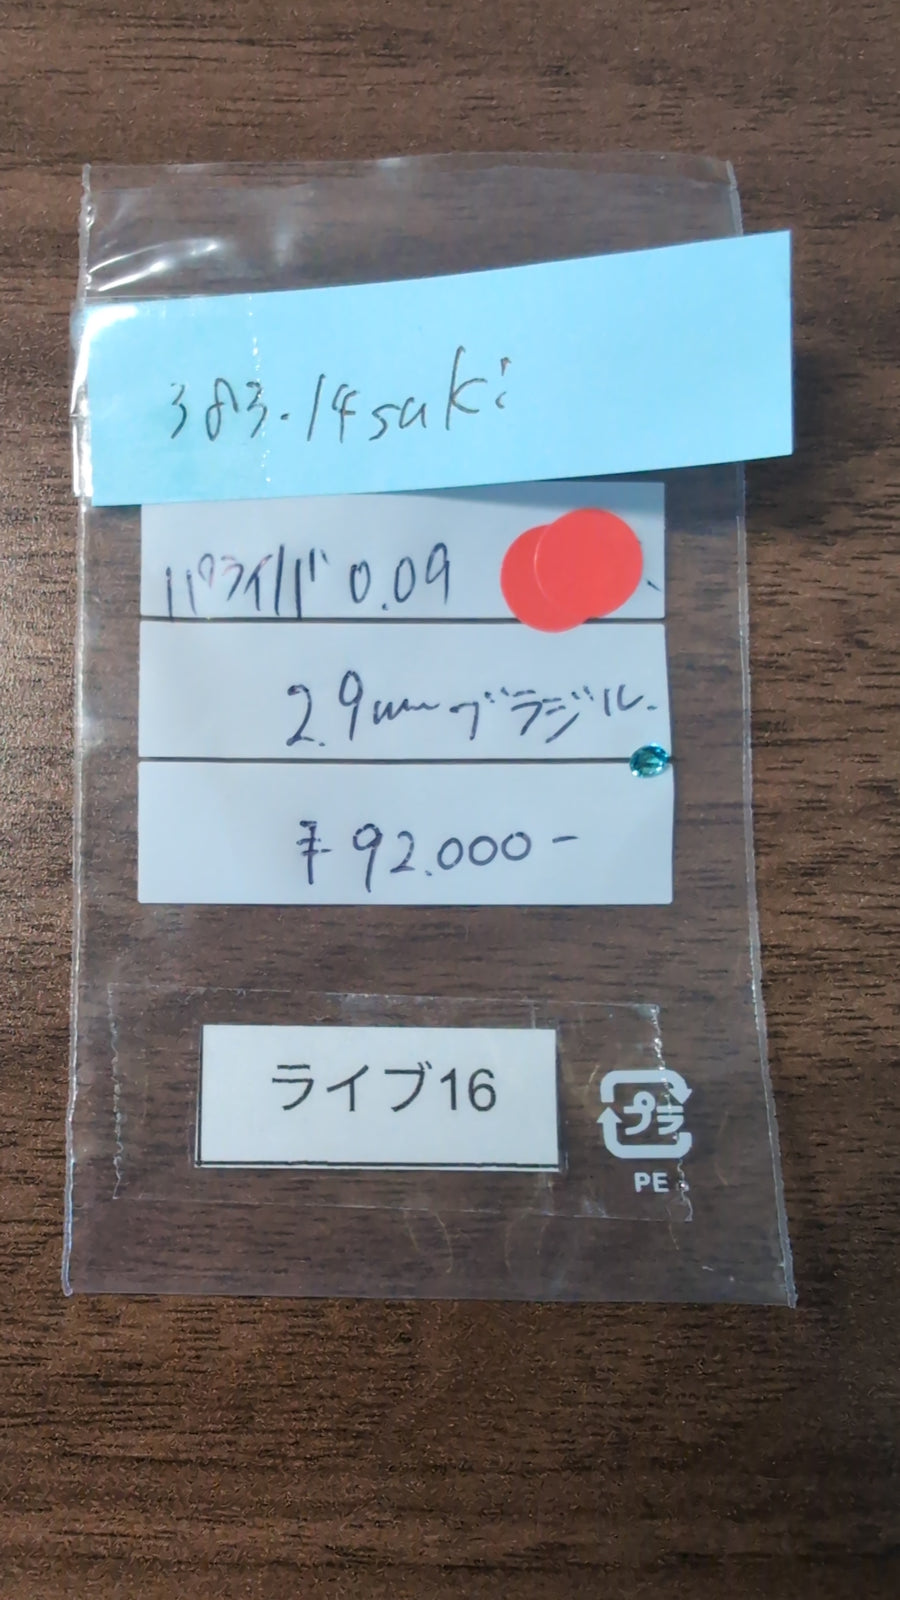 383.14suki
パライバ 0.09
2.9mm ブラジル.
¥92.000-
ライブ16
プラ
PE